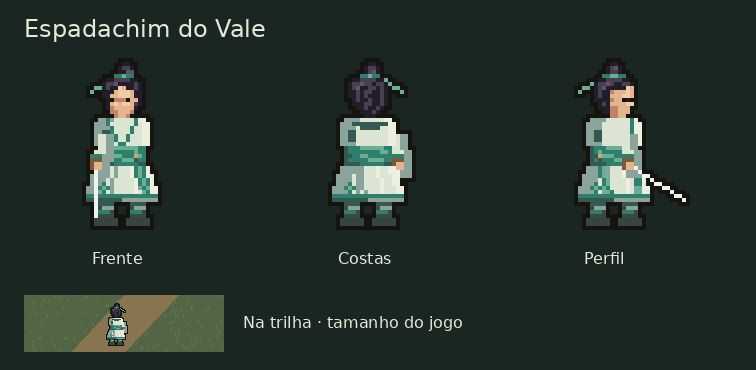 Espadachim do Vale
Frente
Costas
Perfil
Na trilha · tamanho do jogo